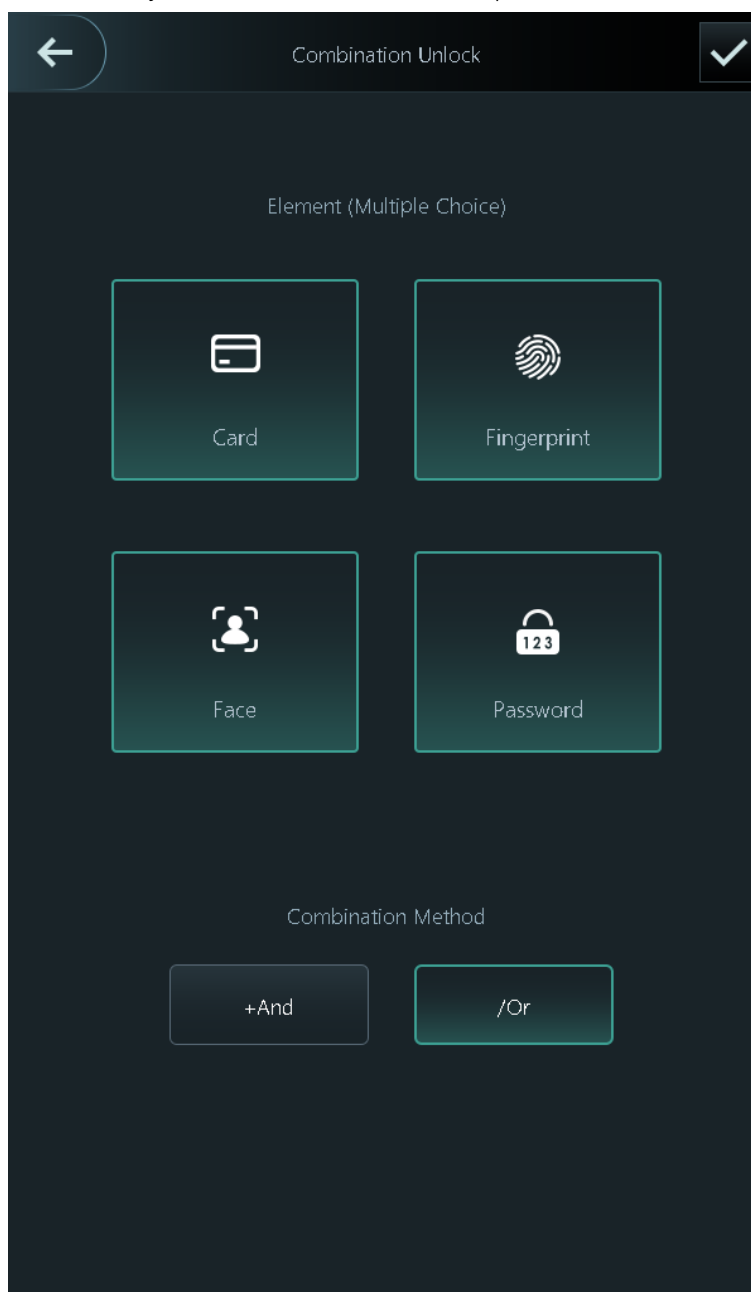 Combination Unlock
Element (Multiple Choice)
Card
Fingerprint
123
Face
Password
Combination Method
+And
/Or